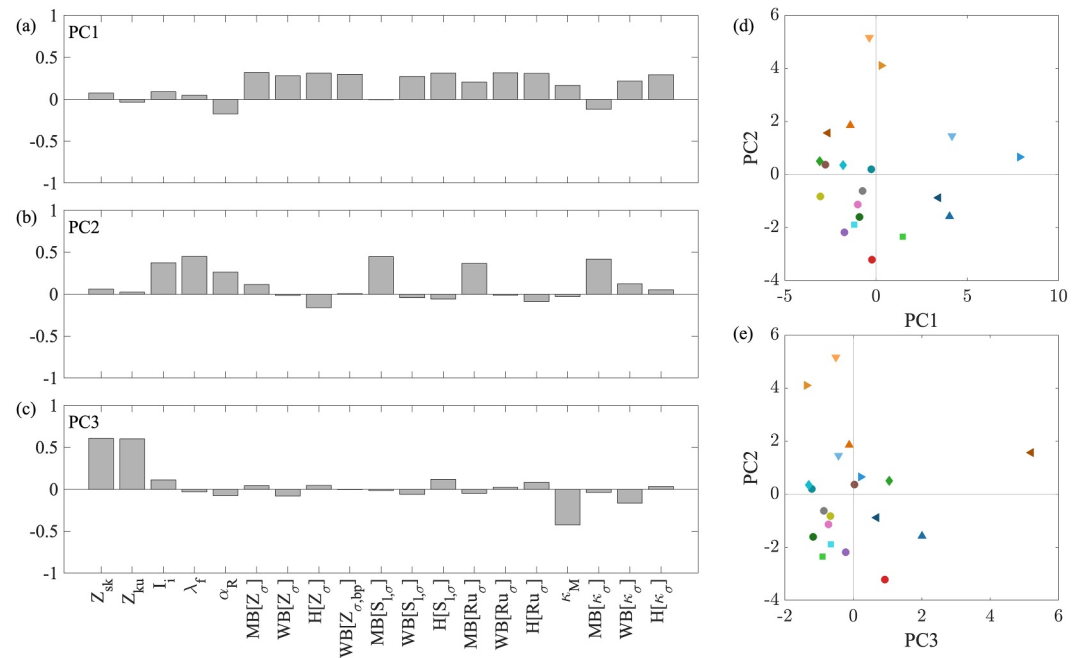 (a)
PC1
1
0.5
0
-0.5
-1
(b)
PC2
1
0.5
0
-0.5
-1
(c)
PC3
1
0.5
0
-0.5
-1
Z_sk
Z_ku
I_i
λ_f
α_R
MB[Z_σ]
WB[Z_σ]
H[Z_σ]
WB[Z_σ,bp]
MB[S_l,σ]
WB[S_l,σ]
H[S_l,σ]
MB[Ru_σ]
WB[Ru_σ]
H[Ru_σ]
κ_M
MB[κ_σ]
WB[κ_σ]
H[κ_σ]
(d)
6
4
2
0
-2
-4
PC2
-5 0 5 10
PC1
(e)
6
4
2
0
-2
-4
PC2
-2 0 2 4 6
PC3